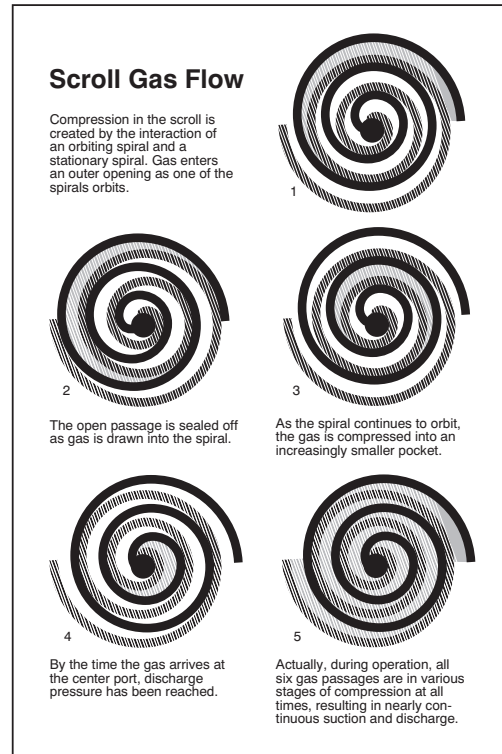 Scroll Gas Flow
Compression in the scroll is
created by the interaction of
an orbiting spiral and a
stationary spiral. Gas enters
an outer opening as one of the
spirals orbits.
1
2
The open passage is sealed off
as gas is drawn into the spiral.
3
As the spiral continues to orbit,
the gas is compressed into an
increasingly smaller pocket.
4
By the time the gas arrives at
the center port, discharge
pressure has been reached.
5
Actually, during operation, all
six gas passages are in various
stages of compression at all
times, resulting in nearly con-
tinuous suction and discharge.